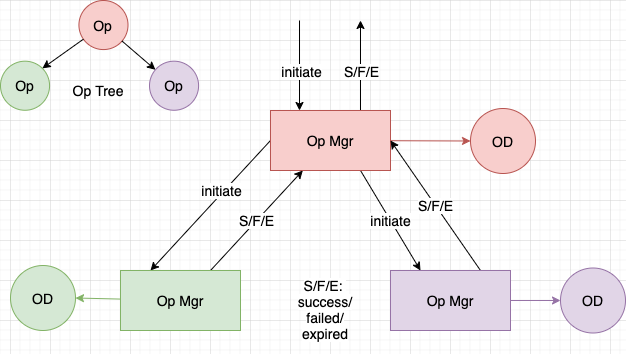 Op
Op
Op
Op Tree
initiate
S/F/E
Op Mgr
OD
initiate
S/F/E
initiate
S/F/E
OD
Op Mgr
S/F/E:
success/
failed/
expired
Op Mgr
OD